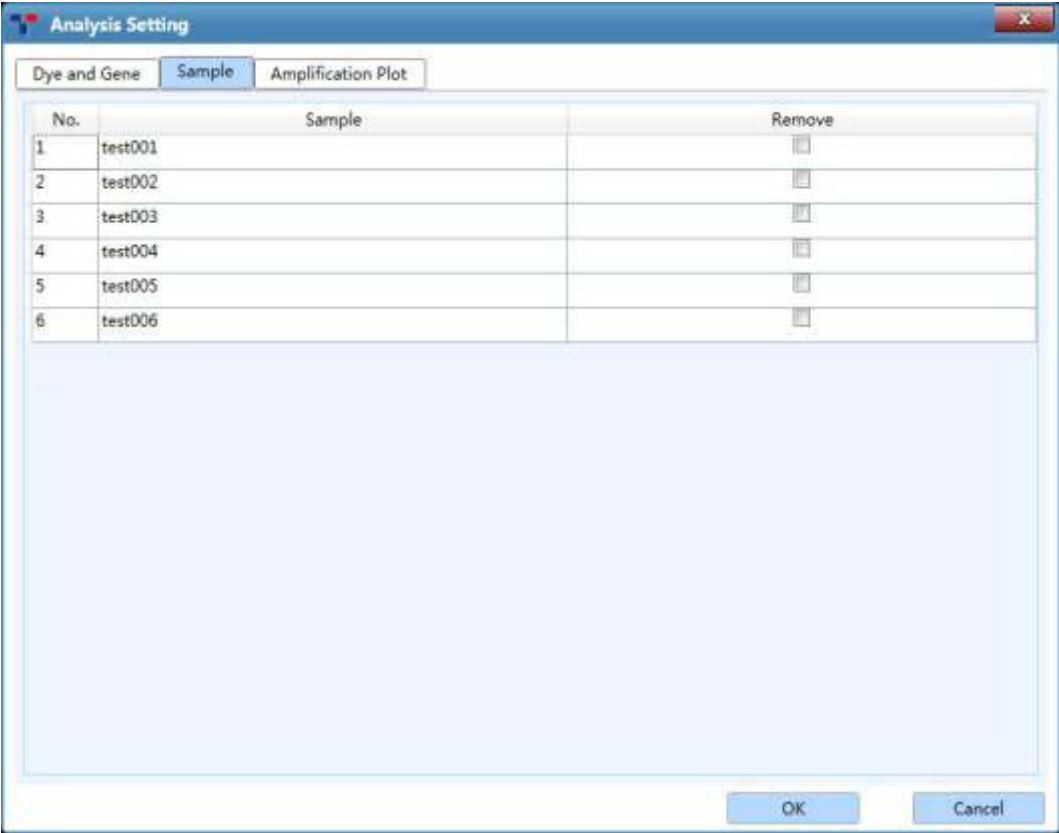 Analysis Setting
x
Dye and Gene Sample Amplification Plot
No. Sample Remove
1 test001
2 test002
3 test003
4 test004
5 test005
6 test006
OK Cancel